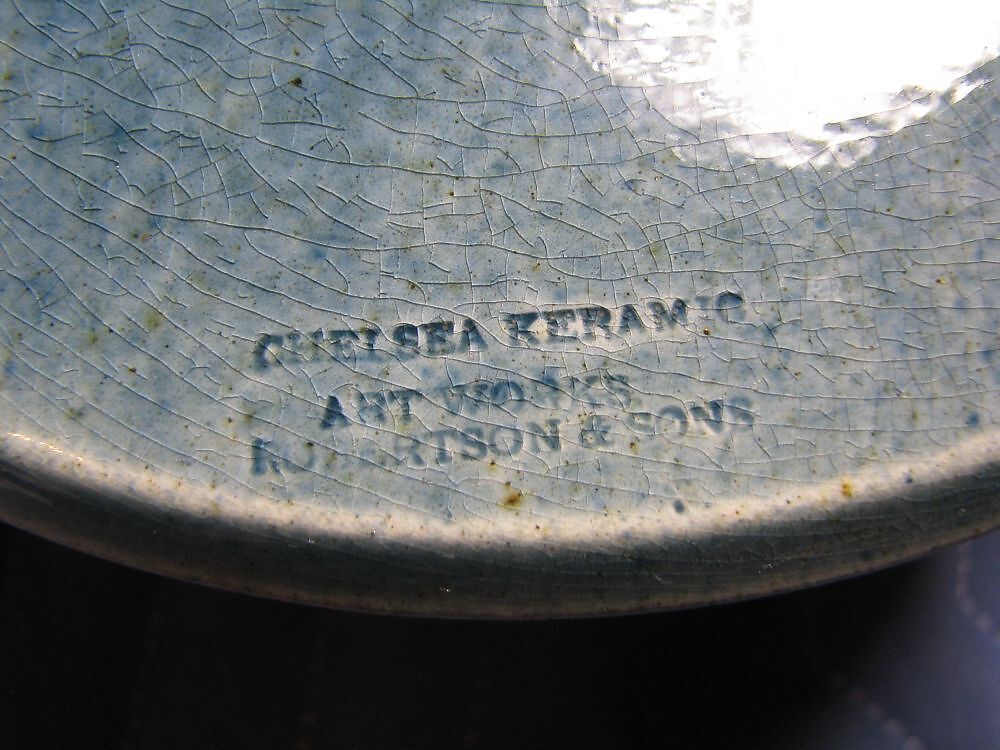 CHELSEA KERAMIC
ART WORKS
ROBERTSON & SONS